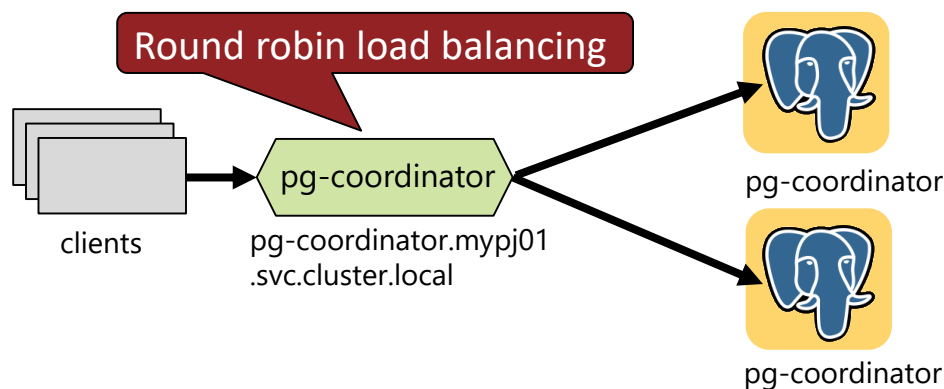 Round robin load balancing
clients
pg-coordinator
pg-coordinator.mypj01
.svc.cluster.local
pg-coordinator
pg-coordinator